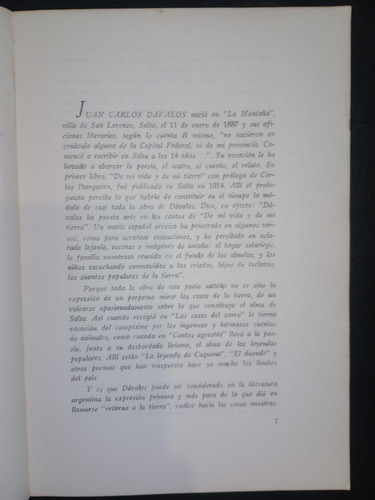 JUAN CARLOS DÁVALOS nació en "La Montaña",
villa de San Lorenzo, Salta, el 11 de enero de 1887 y sus afi-
ciones literarias, según lo cuenta él mismo, "no nacieron en
cenáculo alguno de la Capital Federal, ni de mi provincia. Co-
mencé a escribir en Salta a los 14 años ...". Su vocación le ha
llevado a abarcar la poesía, el teatro, el cuento, el relato. Su
primer libro, "De mi vida y de mi tierra" con prólogo de Car-
los Ibarguren, fué publicado en Salta en 1914. Allí el prolo-
guista percibe lo que habría de constituir en el tiempo la mé-
dula de casi toda la obra de Dávalos. Dice, en efecto: "Dá-
valos ha puesto arte en los cantos de "De mi vida y de mi
tierra". Un matiz español arcaico ha penetrado en algunos ver-
sos, como para acentuar evocaciones, y ha percibido en colo-
rada lejanía, escenas e imágenes de antaño: el hogar solariego,
la familia numerosa reunida en el fundo de los abuelos, y los
niños escuchando conmovidos a los criados, hijos de esclavos,
los cuentos populares de la tierra".
Porque toda la obra de este poeta salteño no es sino la
expresión de un perpetuo mirar las cosas de la tierra, de un
volcarse apasionadamente sobre lo que constituye el alma de
Salta. Así cuando recogió en "Los casos del zorro" la tierna
vocación del campesino por los ingenuos y hermosos cuentos
de animales, como cuando en "Cantos agrestes" llevó a la poe-
sía, junto a su desbordado lirismo, el alma de las leyendas
populares. Allí están "La leyenda de Coquena", "El duende" y
otros poemas que han traspuesto hace ya mucho los límites
del país.
Y es que Dávalos puede ser considerado en la literatura
argentina la expresión primera y más pura de lo que dió en
llamarse "retorno a la tierra", vuelco hacia las cosas nuestras.
7